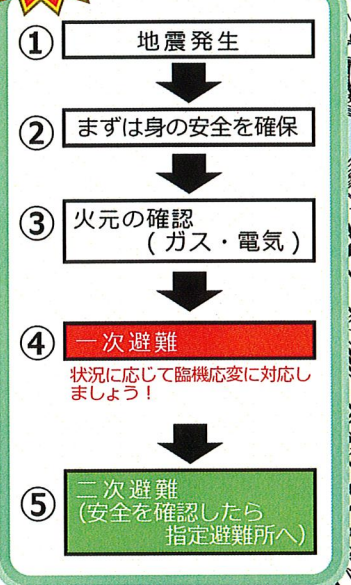 ① 地震発生
② まずは身の安全を確保
③ 火元の確認
(ガス・電気)
④ 一次避難
状況に応じて臨機応変に対応し
ましょう！
⑤ 二次避難
(安全を確認したら
指定避難所へ)